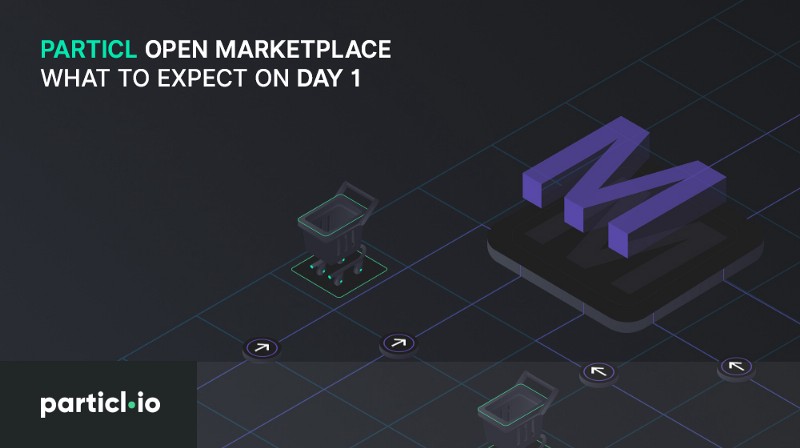 PARTICL OPEN MARKETPLACE
WHAT TO EXPECT ON DAY 1
M
particl.io